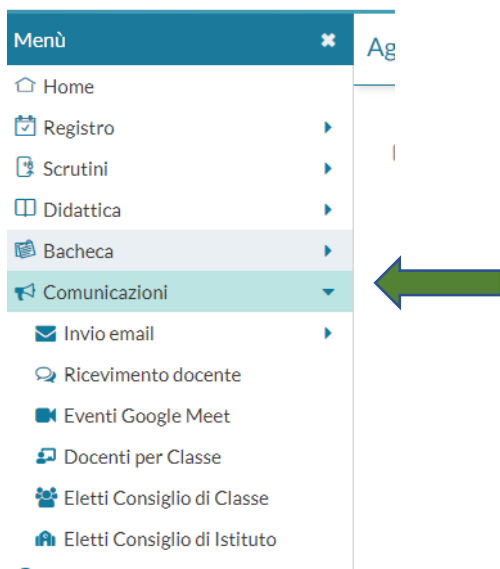 Menù
Ag
Home
Registro
Scrutini
Didattica
Bacheca
Comunicazioni
Invio email
Ricevimento docente
Eventi Google Meet
Docenti per Classe
Eletti Consiglio di Classe
Eletti Consiglio di Istituto